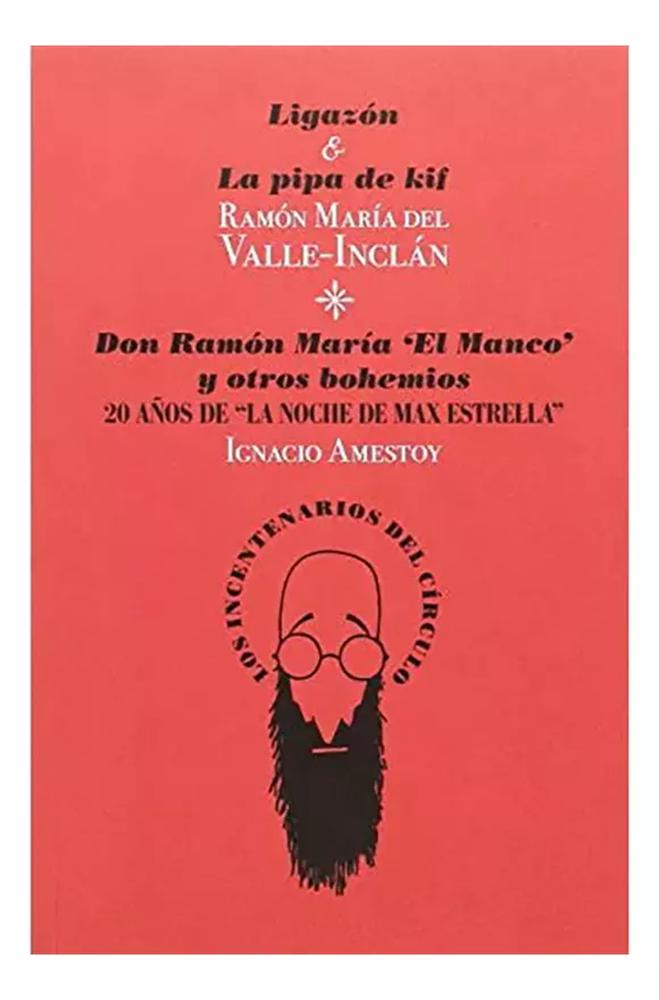 Ligazón
&
La pipa de kif
RAMÓN MARÍA DEL
VALLE-INCLÁN
Don Ramón María ‘El Manco’
y otros bohemios
20 AÑOS DE “LA NOCHE DE MAX ESTRELLA”
IGNACIO AMESTOY
LOS INCENTENARIOS DEL CÍRCULO